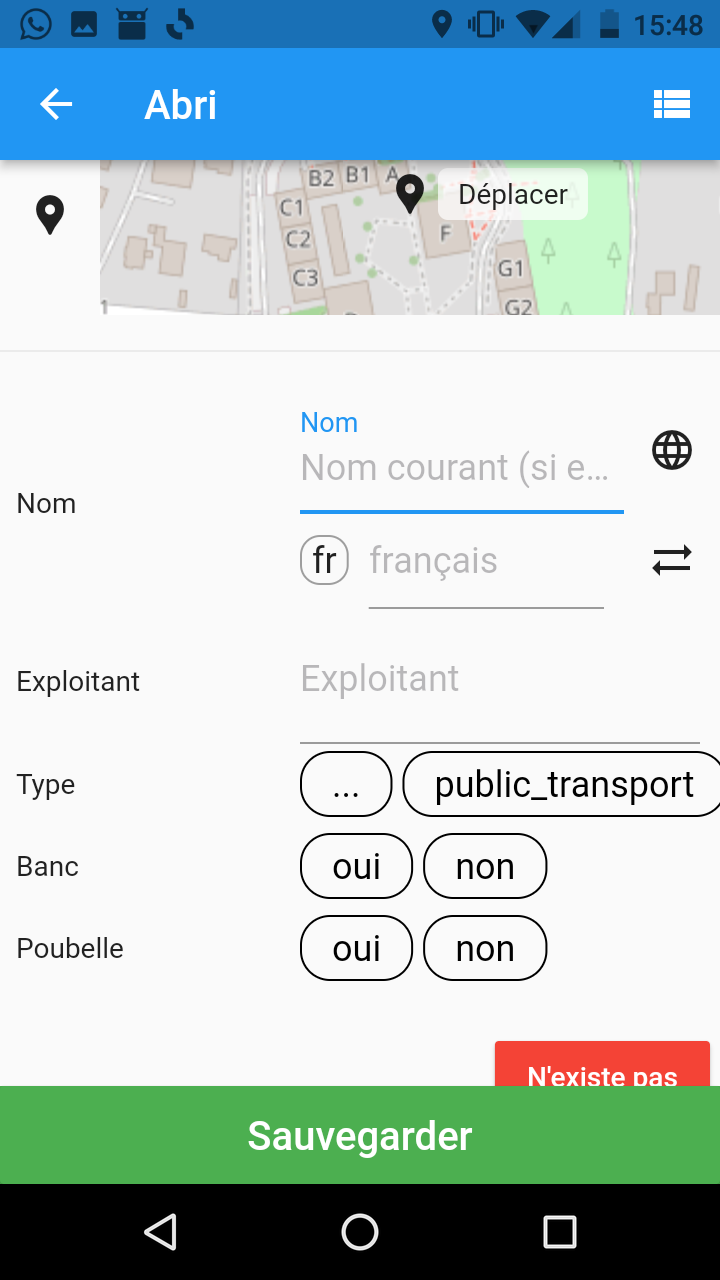 15:48
Abri
B2 B1 A
Déplacer
C1
C2
F
C3
G1
G2
1
Nom
Nom courant (si e...
Nom
fr français
Exploitant Exploitant
Type ... public_transport
Banc oui non
Poubelle oui non
N'existe pas
Sauvegarder